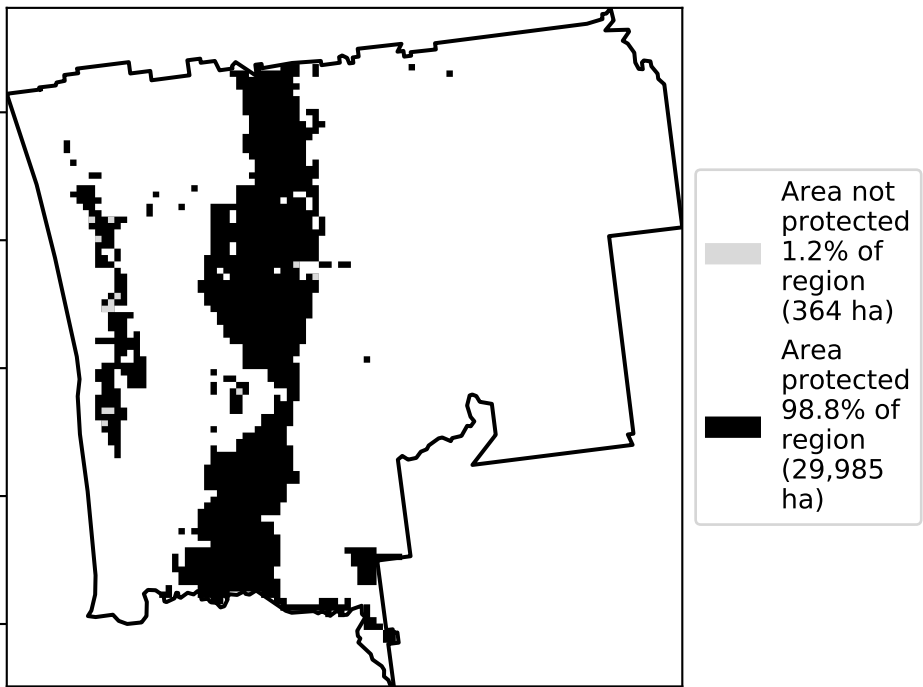 Area not
protected
1.2% of
region
(364 ha)
Area
protected
98.8% of
region
(29,985
ha)